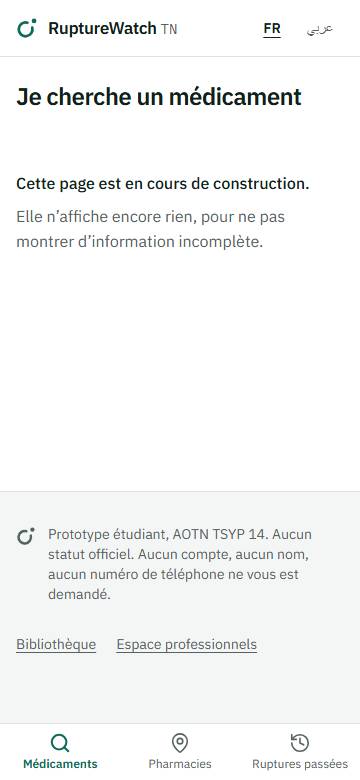 RuptureWatch TN
FR
عربي
Je cherche un médicament
Cette page est en cours de construction.
Elle n’affiche encore rien, pour ne pas
montrer d’information incomplète.
Prototype étudiant, AOTN TSYP 14. Aucun
statut officiel. Aucun compte, aucun nom,
aucun numéro de téléphone ne vous est
demandé.
Bibliothèque
Espace professionnels
Médicaments
Pharmacies
Ruptures passées